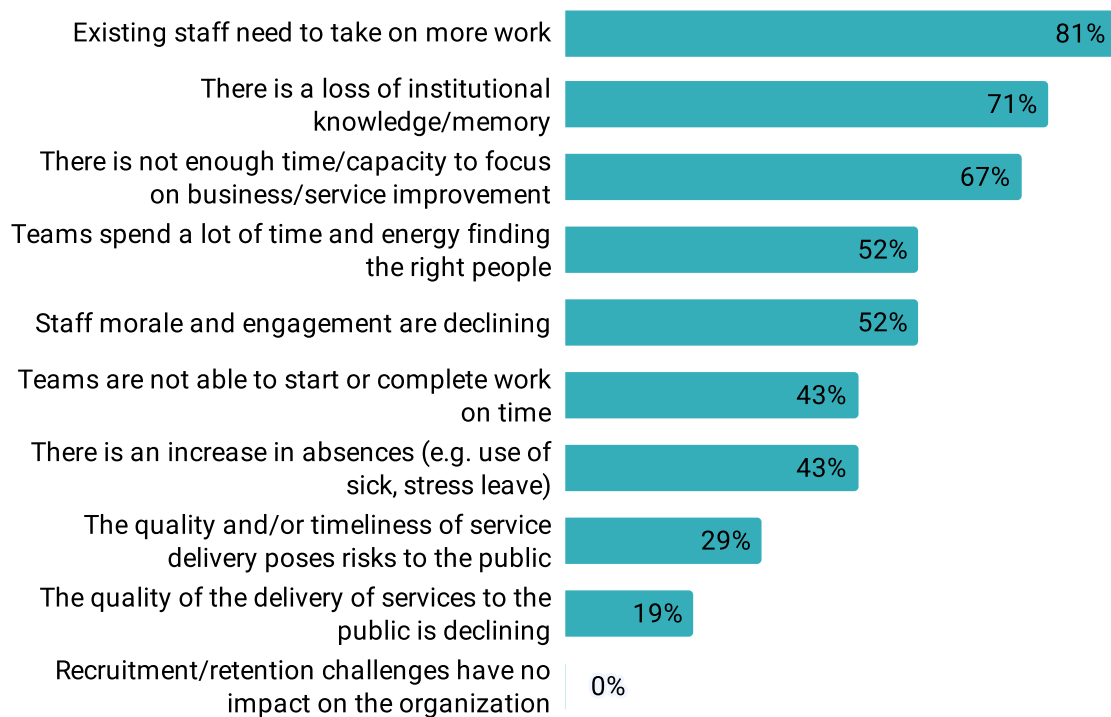 Existing staff need to take on more work
81%
There is a loss of institutional
knowledge/memory
71%
There is not enough time/capacity to focus
on business/service improvement
67%
Teams spend a lot of time and energy finding
the right people
52%
Staff morale and engagement are declining
52%
Teams are not able to start or complete work
on time
43%
There is an increase in absences (e.g. use of
sick, stress leave)
43%
The quality and/or timeliness of service
delivery poses risks to the public
29%
The quality of the delivery of services to the
public is declining
19%
Recruitment/retention challenges have no
impact on the organization
0%